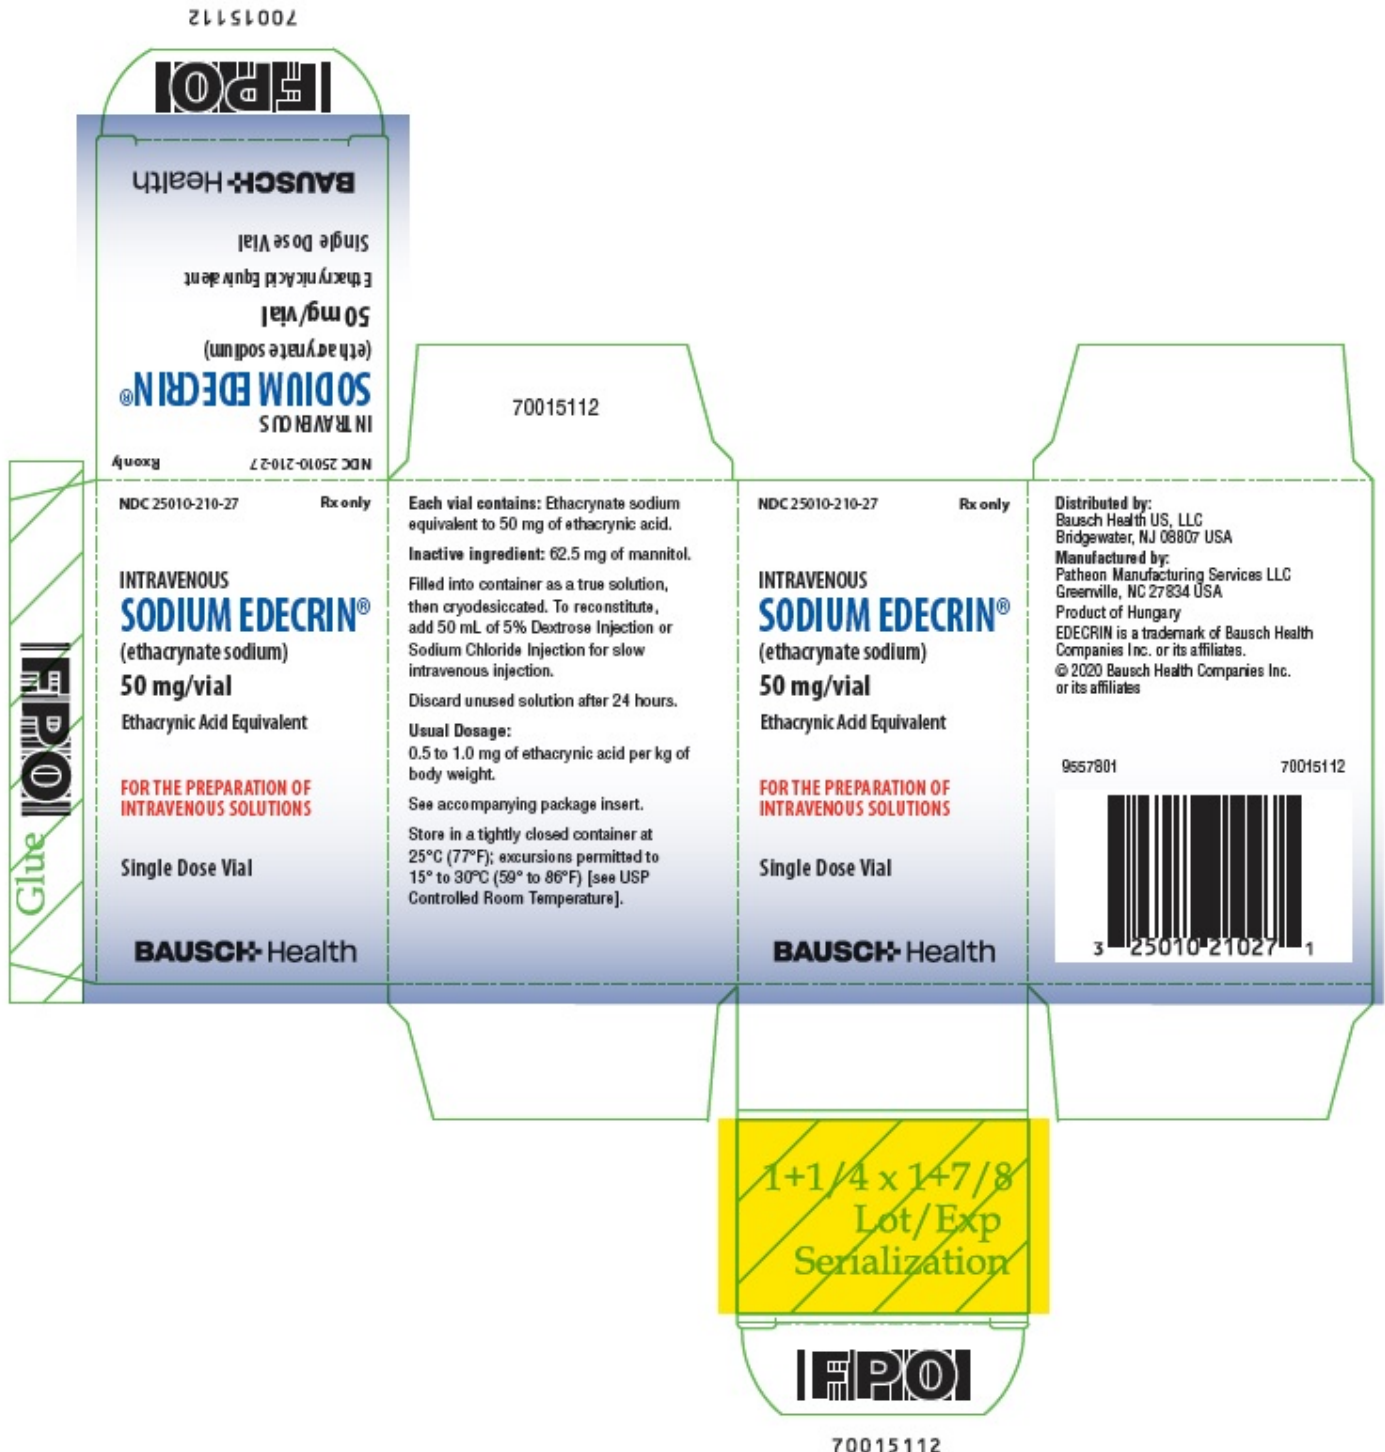 70015112
FPO
BAUSCH+Health
Single Dose Vial
Ethacrynic Acid Equivalent
50 mg/vial
(ethacrynate sodium)
SODIUM EDECRIN®
INTRAVENOUS
NDC 25010-210-27 Rx only
70015112
FPO
Glue
NDC 25010-210-27 Rx only
INTRAVENOUS
SODIUM EDECRIN®
(ethacrynate sodium)
50 mg/vial
Ethacrynic Acid Equivalent
FOR THE PREPARATION OF
INTRAVENOUS SOLUTIONS
Single Dose Vial
BAUSCH+Health
Each vial contains: Ethacrynate sodium
equivalent to 50 mg of ethacrynic acid.
Inactive ingredient: 62.5 mg of mannitol.
Filled into container as a true solution,
then cryodesiccated. To reconstitute,
add 50 mL of 5% Dextrose Injection or
Sodium Chloride Injection for slow
intravenous injection.
Discard unused solution after 24 hours.
Usual Dosage:
0.5 to 1.0 mg of ethacrynic acid per kg of
body weight.
See accompanying package insert.
Store in a tightly closed container at
25°C (77°F); excursions permitted to
15° to 30°C (59° to 86°F) [see USP
Controlled Room Temperature].
NDC 25010-210-27 Rx only
INTRAVENOUS
SODIUM EDECRIN®
(ethacrynate sodium)
50 mg/vial
Ethacrynic Acid Equivalent
FOR THE PREPARATION OF
INTRAVENOUS SOLUTIONS
Single Dose Vial
BAUSCH+Health
Distributed by:
Bausch Health US, LLC
Bridgewater, NJ 08807 USA
Manufactured by:
Patheon Manufacturing Services LLC
Greenville, NC 27834 USA
Product of Hungary
EDECRIN is a trademark of Bausch Health
Companies Inc. or its affiliates.
© 2020 Bausch Health Companies Inc.
or its affiliates
9557801 70015112
3 25010 21027 1
1+1/4 x 1+7/8
Lot/Exp
Serialization
FPO
70015112